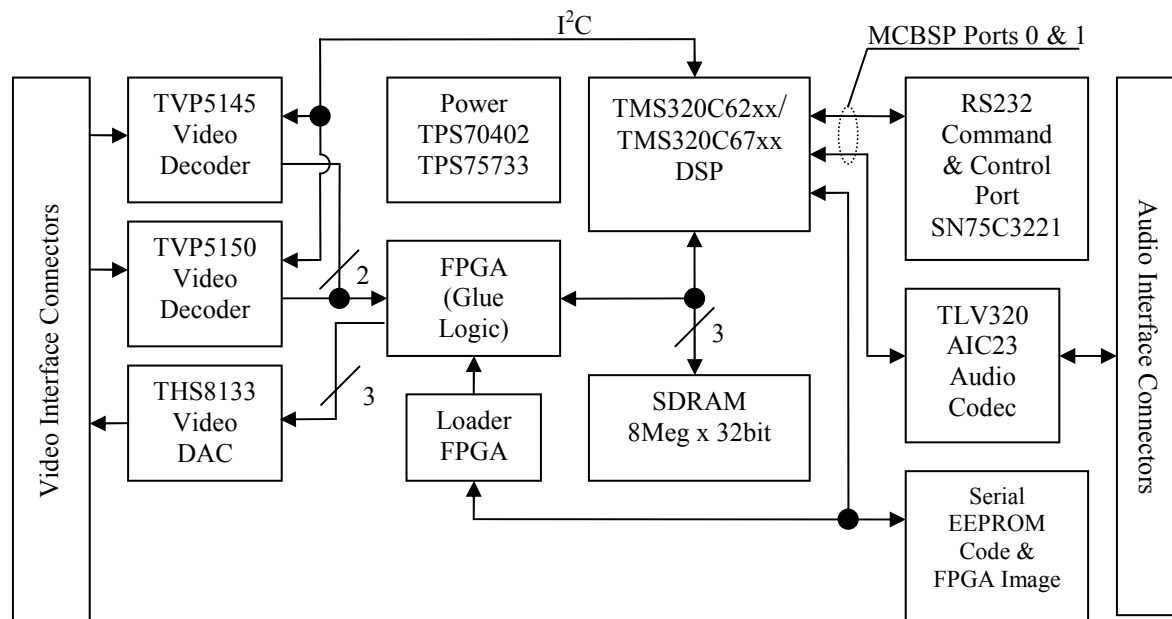 I²C
MCBSP Ports 0 & 1
Video Interface Connectors
TVP5145
Video
Decoder
Power
TPS70402
TPS75733
TMS320C62xx/
TMS320C67xx
DSP
RS232
Command
& Control
Port
SN75C3221
Audio Interface Connectors
TVP5150
Video
Decoder
2
FPGA
(Glue
Logic)
3
TLV320
AIC23
Audio
Codec
THS8133
Video
DAC
3
Loader
FPGA
SDRAM
8Meg x 32bit
Serial
EEPROM
Code &
FPGA Image